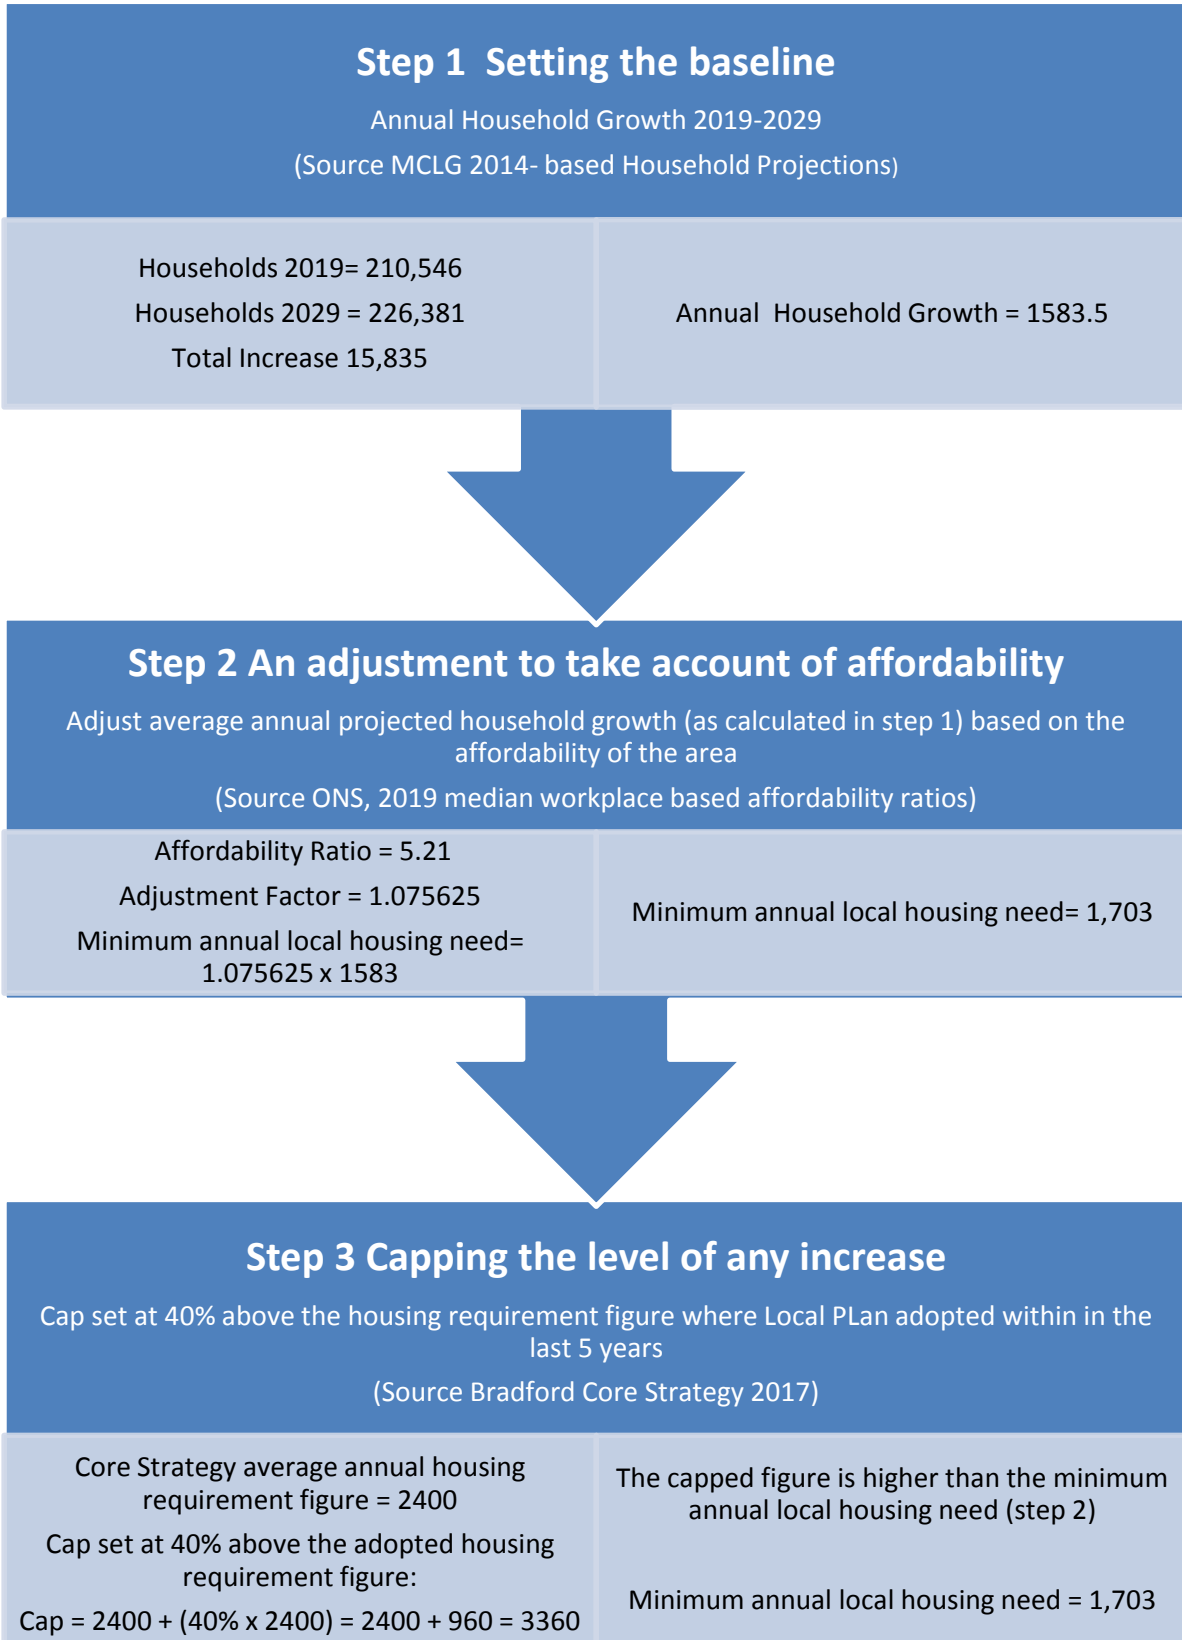 Step 1  Setting the baseline
Annual Household Growth 2019-2029
(Source MCLG 2014- based Household Projections)
Households 2019= 210,546
Households 2029 = 226,381
Total Increase 15,835
Annual  Household Growth = 1583.5
Step 2 An adjustment to take account of affordability
Adjust average annual projected household growth (as calculated in step 1) based on the
affordability of the area
(Source ONS, 2019 median workplace based affordability ratios)
Affordability Ratio = 5.21
Adjustment Factor = 1.075625
Minimum annual local housing need=
1.075625 x 1583
Minimum annual local housing need= 1,703
Step 3 Capping the level of any increase
Cap set at 40% above the housing requirement figure where Local PLan adopted within in the
last 5 years
(Source Bradford Core Strategy 2017)
Core Strategy average annual housing
requirement figure = 2400
Cap set at 40% above the adopted housing
requirement figure:
Cap = 2400 + (40% x 2400) = 2400 + 960 = 3360
The capped figure is higher than the minimum
annual local housing need (step 2)
Minimum annual local housing need = 1,703